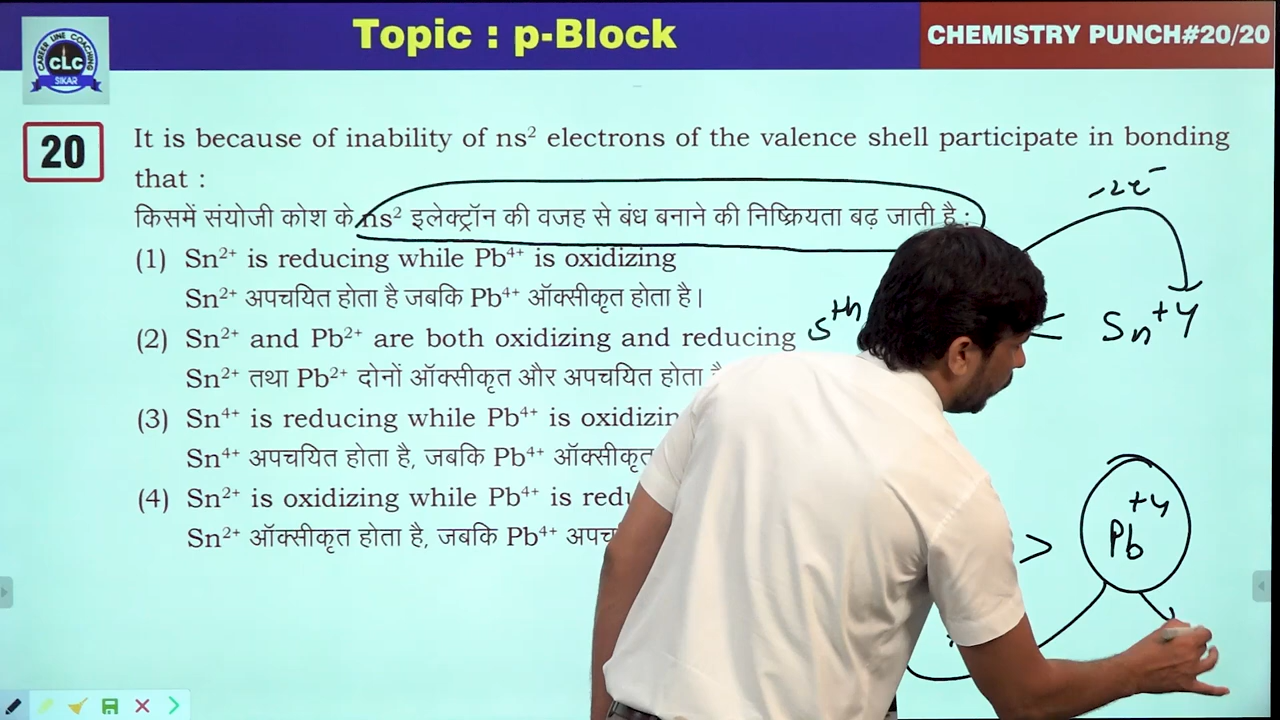 Topic : p-Block
CHEMISTRY PUNCH#20/20
CAREER LINE COACHING
CLC
SIKAR
20
It is because of inability of ns² electrons of the valence shell participate in bonding
that :
किसमें संयोजी कोश के ns² इलेक्ट्रॉन की वजह से बंध बनाने की निष्क्रियता बढ़ जाती है :
(1) Sn²⁺ is reducing while Pb⁴⁺ is oxidizing
Sn²⁺ अपचयित होता है जबकि Pb⁴⁺ ऑक्सीकृत होता है।
(2) Sn²⁺ and Pb²⁺ are both oxidizing and reducing
Sn²⁺ तथा Pb²⁺ दोनों ऑक्सीकृत और अपचयित होता
(3) Sn⁴⁺ is reducing while Pb⁴⁺ is oxidizin
Sn⁴⁺ अपचयित होता है, जबकि Pb⁴⁺ ऑक्सीकृत
(4) Sn²⁺ is oxidizing while Pb⁴⁺ is redu
Sn²⁺ ऑक्सीकृत होता है, जबकि Pb⁴⁺ अपच
-2e⁻
5th
< Sn⁺⁴
> Pb⁺⁴